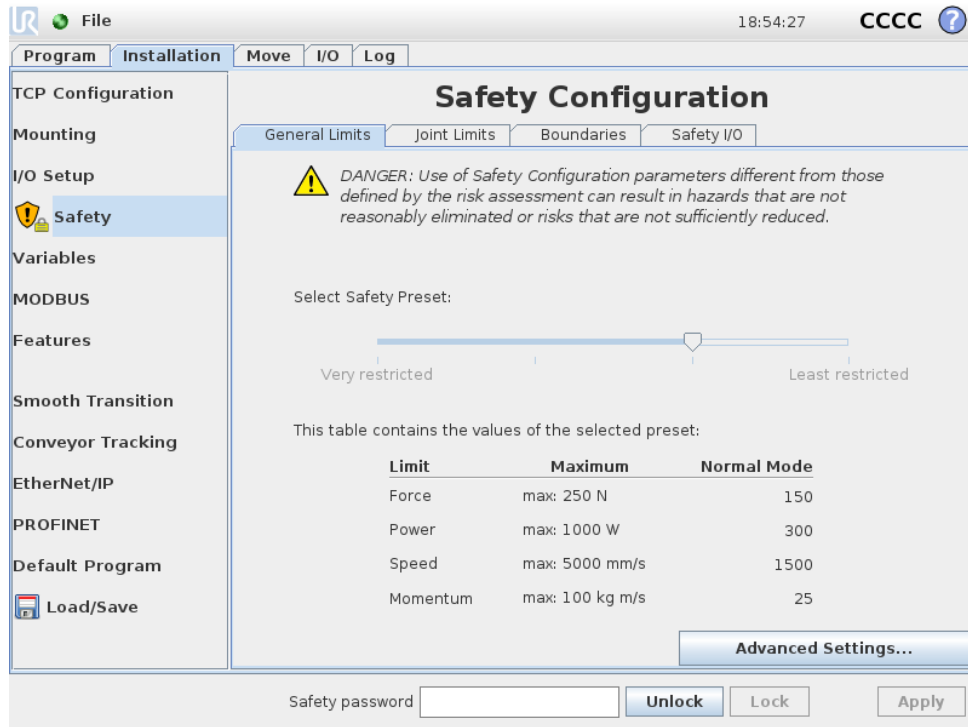 UR File 18:54:27 CCCC ?
Program Installation Move I/O Log
TCP Configuration
Mounting
I/O Setup
Safety
Variables
MODBUS
Features
Smooth Transition
Conveyor Tracking
EtherNet/IP
PROFINET
Default Program
Load/Save
Safety Configuration
General Limits Joint Limits Boundaries Safety I/O
DANGER: Use of Safety Configuration parameters different from those
defined by the risk assessment can result in hazards that are not
reasonably eliminated or risks that are not sufficiently reduced.
Select Safety Preset:
Very restricted Least restricted
This table contains the values of the selected preset:
Limit Maximum Normal Mode
Force max: 250 N 150
Power max: 1000 W 300
Speed max: 5000 mm/s 1500
Momentum max: 100 kg m/s 25
Advanced Settings...
Safety password Unlock Lock Apply